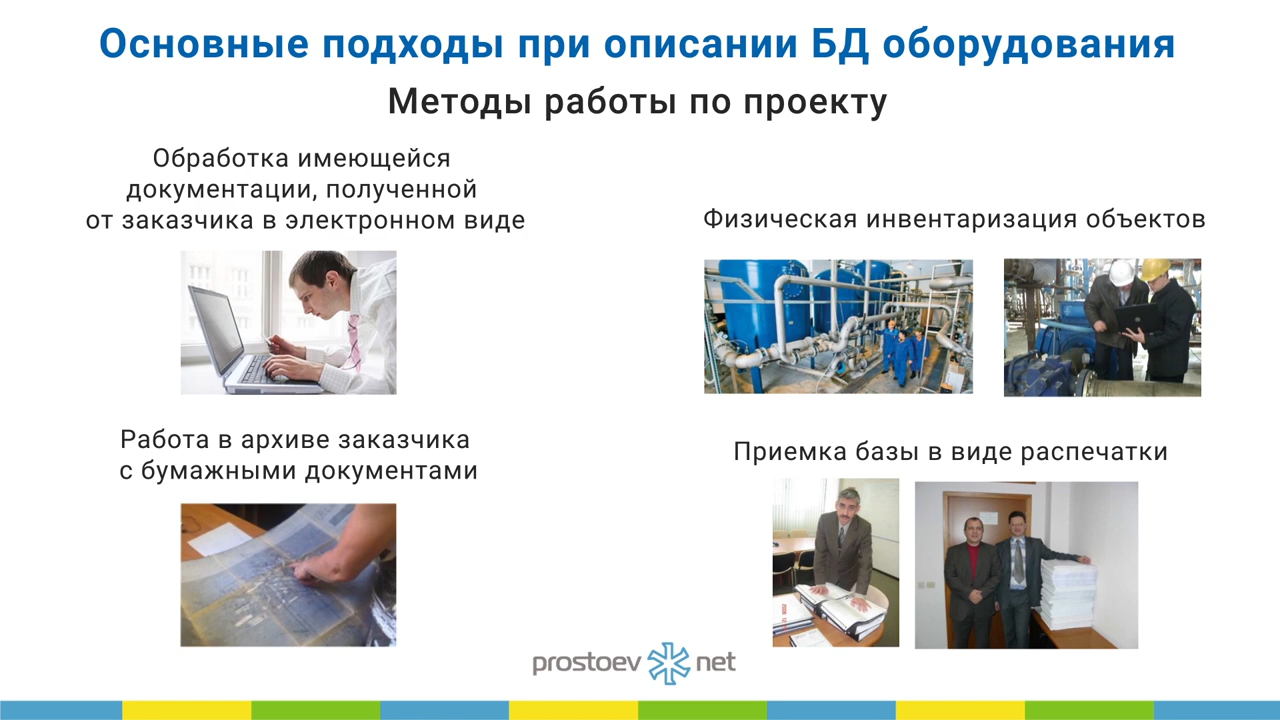 Основные подходы при описании БД оборудования
Методы работы по проекту
Обработка имеющейся
документации, полученной
от заказчика в электронном виде
Физическая инвентаризация объектов
Работа в архиве заказчика
с бумажными документами
Приемка базы в виде распечатки
prostoev net